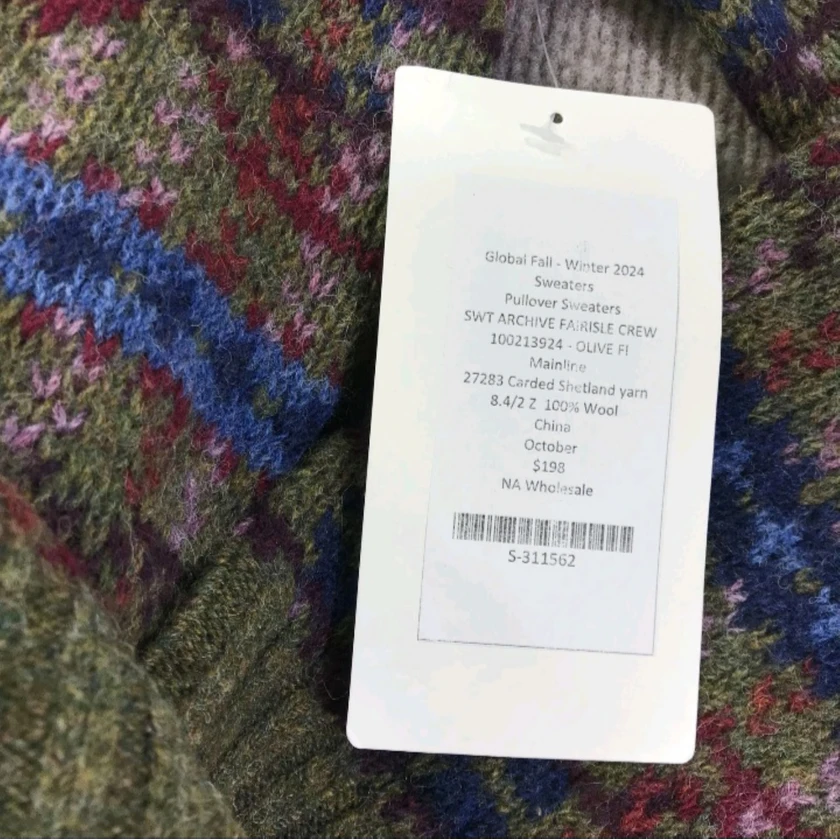 Global Fall - Winter 2024
Sweaters
Pullover Sweaters
SWT ARCHIVE FAIRISLE CREW
100213924 - OLIVE FI
Mainline
27283 Carded Shetland yarn
8.4/2 Z 100% Wool
China
October
$198
NA Wholesale
S-311562